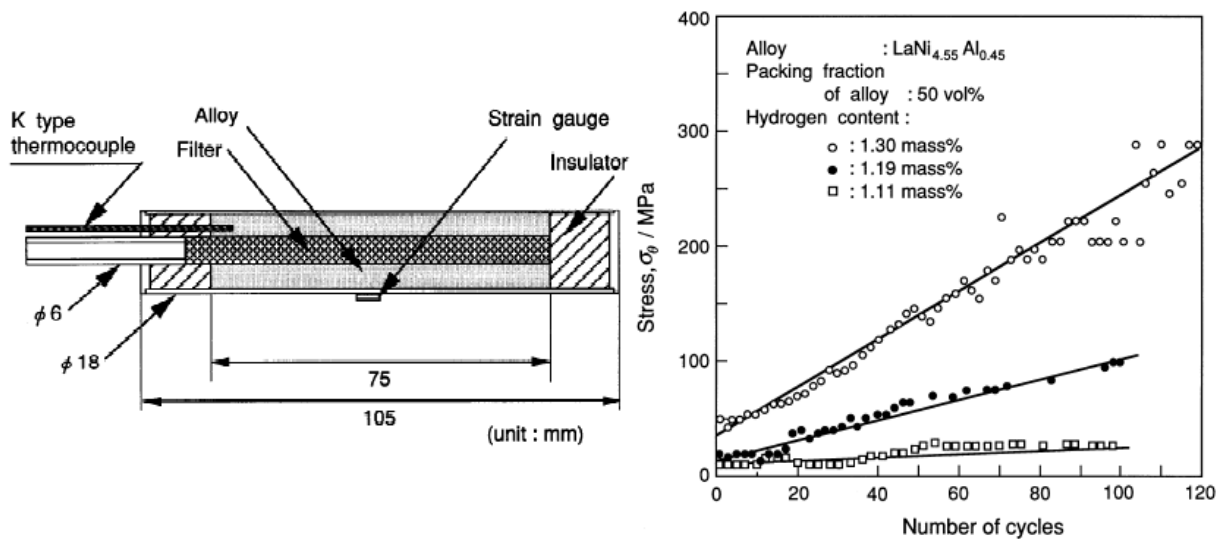 K type
thermocouple
Alloy
Filter
Strain gauge
Insulator
ϕ 6
ϕ 18
75
105
(unit : mm)
400
300
200
100
0
Stress, σθ / MPa
Alloy : LaNi4.55 Al0.45
Packing fraction
of alloy : 50 vol%
Hydrogen content :
○ : 1.30 mass%
● : 1.19 mass%
□ : 1.11 mass%
0 20 40 60 80 100 120
Number of cycles